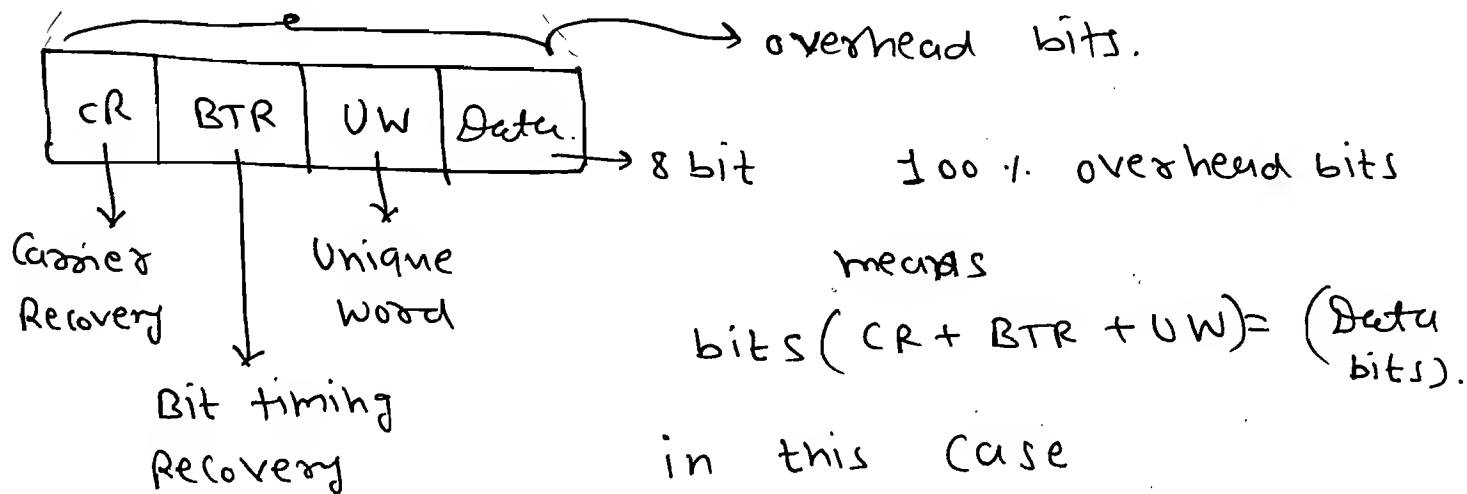 overhead bits.
CR BTR UW Data.
8 bit 100 % overhead bits
Carrier Recovery
Unique Word
means
bits ( CR + BTR + UW) = (Data bits).
Bit timing Recovery
in this case